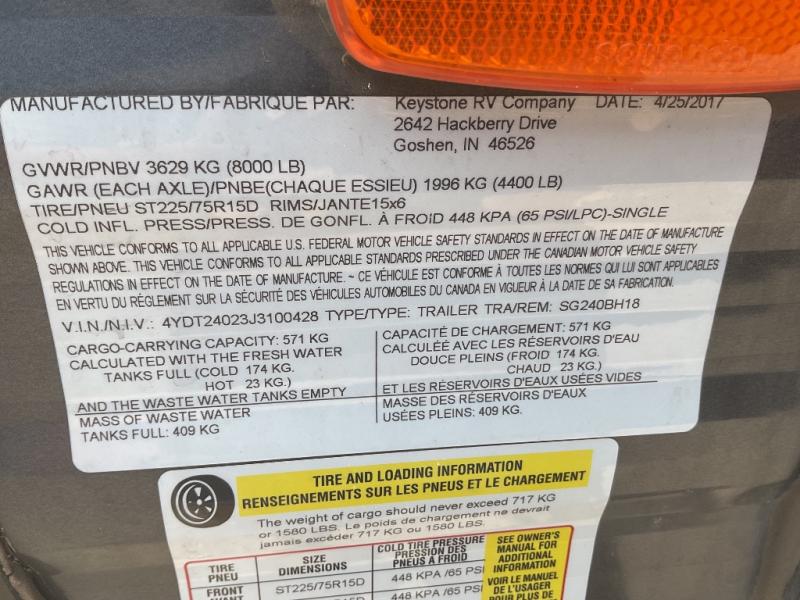 MANUFACTURED BY/FABRIQUE PAR: Keystone RV Company DATE: 4/25/2017
2642 Hackberry Drive
Goshen, IN 46526
GVWR/PNBV 3629 KG (8000 LB)
GAWR (EACH AXLE)/PNBE(CHAQUE ESSIEU) 1996 KG (4400 LB)
TIRE/PNEU ST225/75R15D RIMS/JANTE15x6
COLD INFL. PRESS/PRESS. DE GONFL. À FROID 448 KPA (65 PSI/LPC)-SINGLE
THIS VEHICLE CONFORMS TO ALL APPLICABLE U.S. FEDERAL MOTOR VEHICLE SAFETY STANDARDS IN EFFECT ON THE DATE OF MANUFACTURE
SHOWN ABOVE. THIS VEHICLE CONFORMS TO ALL APPLICABLE STANDARDS PRESCRIBED UNDER THE CANADIAN MOTOR VEHICLE SAFETY
REGULATIONS IN EFFECT ON THE DATE OF MANUFACTURE. ~ CE VÉHICULE EST CONFORME À TOUTES LES NORMES QUI LUI SONT APPLICABLES
EN VERTU DU RÈGLEMENT SUR LA SÉCURITÉ DES VÉHICULES AUTOMOBILES DU CANADA EN VIGUEUR À LA DATE DE SA FABRICATION.
V.I.N./N.I.V.: 4YDT24023J3100428 TYPE/TYPE: TRAILER TRA/REM: SG240BH18
CARGO-CARRYING CAPACITY: 571 KG
CALCULATED WITH THE FRESH WATER
TANKS FULL (COLD 174 KG.
HOT 23 KG.)
AND THE WASTE WATER TANKS EMPTY
MASS OF WASTE WATER
TANKS FULL: 409 KG
CAPACITÉ DE CHARGEMENT: 571 KG
CALCULÉE AVEC LES RÉSERVOIRS D'EAU
DOUCE PLEINS (FROID 174 KG.
CHAUD 23 KG.)
ET LES RÉSERVOIRS D'EAUX USÉES VIDES
MASSE DES RÉSERVOIRS D'EAUX
USÉES PLEINS: 409 KG.
TIRE AND LOADING INFORMATION
RENSEIGNEMENTS SUR LES PNEUS ET LE CHARGEMENT
The weight of cargo should never exceed 717 KG
or 1580 LBS. Le poids de chargement ne devrait
jamais excéder 717 KG ou 1580 LBS.
TIRE
PNEU
SIZE
DIMENSIONS
COLD TIRE PRESSURE
PRESSION DES
PNEUS A FROID
SEE OWNER'S
MANUAL FOR
ADDITIONAL
INFORMATION
VOIR LE MANUEL
DE L'USAGER
POUR PLUS DE
FRONT
AVANT
ST225/75R15D
448 KPA /65 PSI